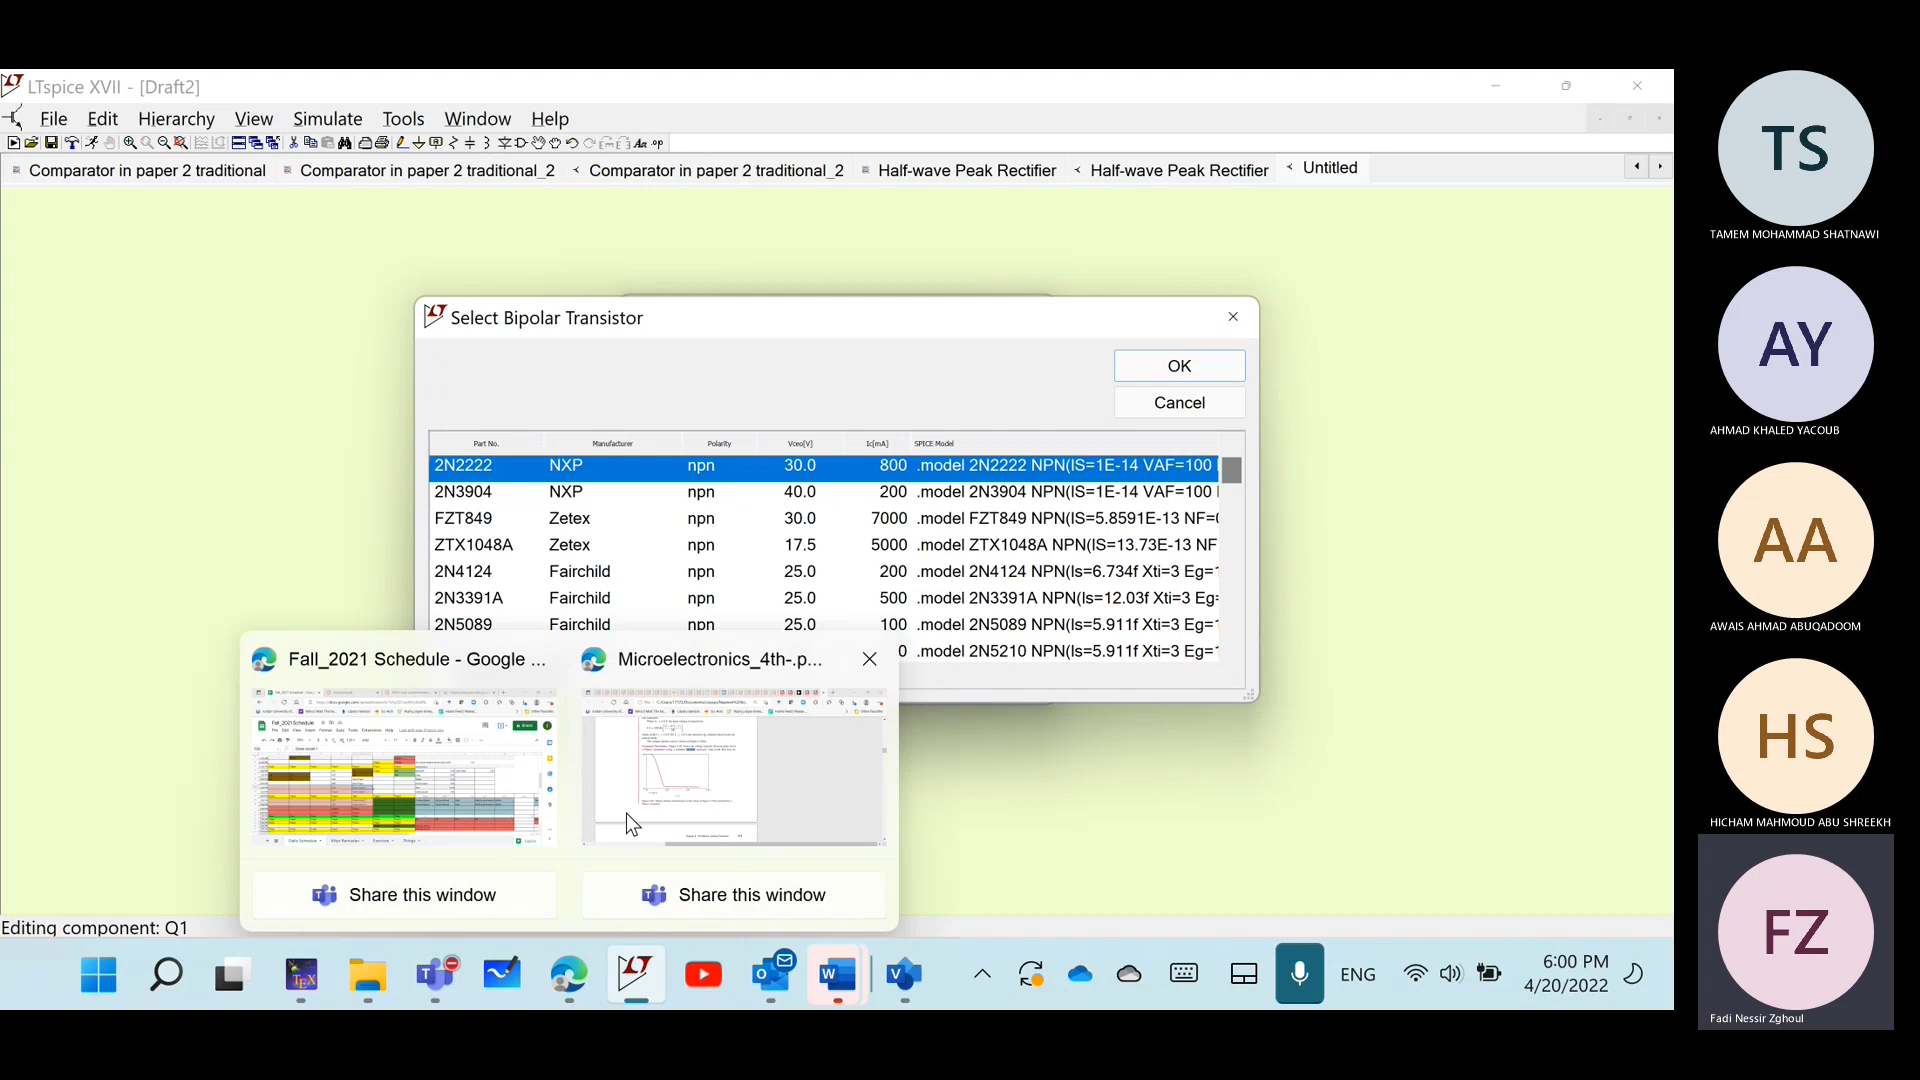 LTspice XVII - [Draft2]
File Edit Hierarchy View Simulate Tools Window Help
Comparator in paper 2 traditional Comparator in paper 2 traditional_2 Comparator in paper 2 traditional_2 Half-wave Peak Rectifier Half-wave Peak Rectifier Untitled
Select Bipolar Transistor
OK
Cancel
Part No. Manufacturer Polarity Vceo[V] Ic[mA] SPICE Model
2N2222 NXP npn 30.0 800 .model 2N2222 NPN(IS=1E-14 VAF=100
2N3904 NXP npn 40.0 200 .model 2N3904 NPN(IS=1E-14 VAF=100
FZT849 Zetex npn 30.0 7000 .model FZT849 NPN(IS=5.8591E-13 NF=
ZTX1048A Zetex npn 17.5 5000 .model ZTX1048A NPN(IS=13.73E-13 NF
2N4124 Fairchild npn 25.0 200 .model 2N4124 NPN(Is=6.734f Xti=3 Eg=
2N3391A Fairchild npn 25.0 500 .model 2N3391A NPN(Is=12.03f Xti=3 Eg=
2N5089 Fairchild npn 25.0 100 .model 2N5089 NPN(Is=5.911f Xti=3 Eg=
0 .model 2N5210 NPN(Is=5.911f Xti=3 Eg=
Fall_2021 Schedule - Google ...
Microelectronics_4th-.p...
Fall_2021 Schedule
Share this window
Share this window
Editing component: Q1
ENG
6:00 PM
4/20/2022
TS
TAMEM MOHAMMAD SHATNAWI
AY
AHMAD KHALED YACOUB
AA
AWAIS AHMAD ABUQADOOM
HS
HICHAM MAHMOUD ABU SHREEKH
FZ
Fadi Nessir Zghoul